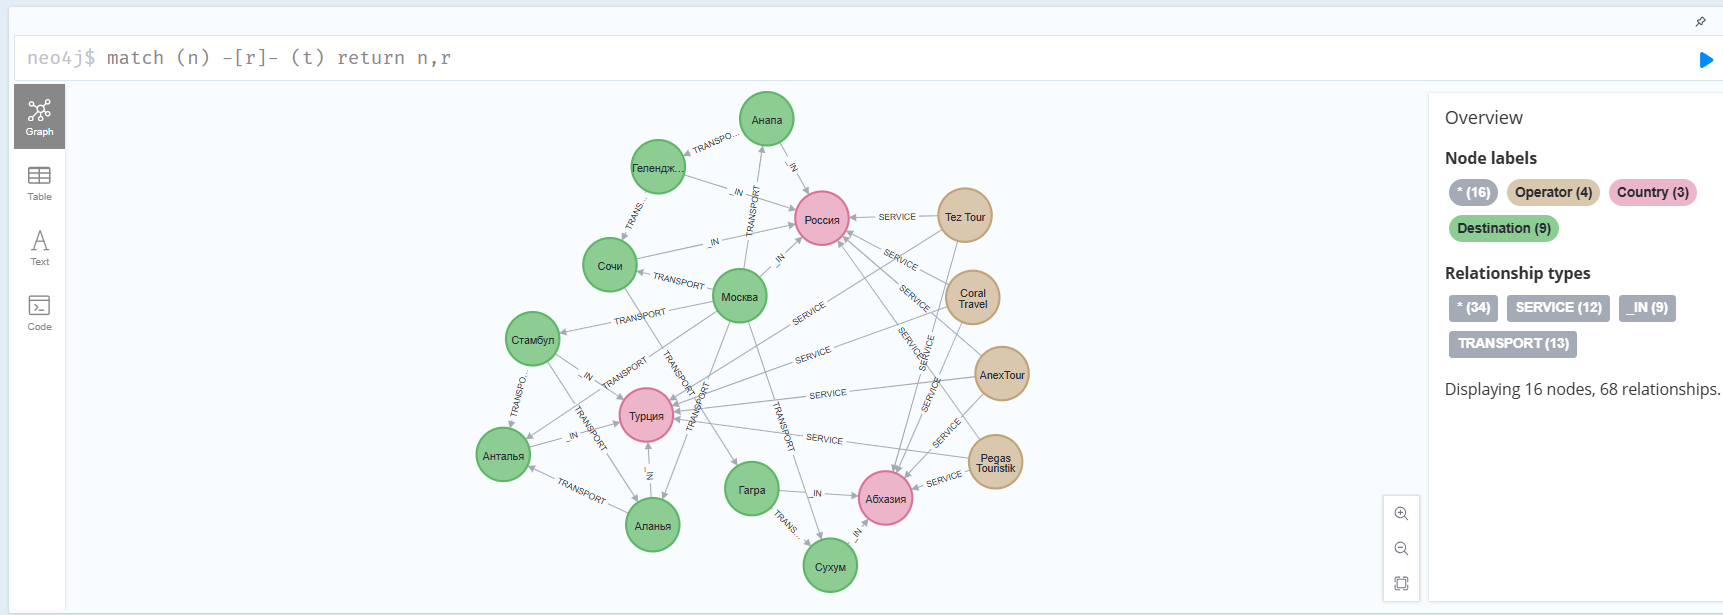 neo4j$ match (n) -[r]- (t) return n,r
Graph
Table
Text
Code
Анапа
TRANSPO...
Гелендж...
_IN
_IN
TRANSPORT
TRANS...
Россия
SERVICE
Tez Tour
_IN
Сочи
_IN
SERVICE
TRANSPORT
Москва
Coral
Travel
SERVICE
TRANSPORT
SERVICE
Стамбул
SERVICE
SERVICE
SERVICE
_IN
TRANSPORT
TRANSPORT
AnexTour
TRANSPO...
SERVICE
SERVICE
TRANSPORT
Турция
TRANSPORT
TRANSPORT
_IN
SERVICE
SERVICE
Анталья
Pegas
Touristik
_IN
TRANSPORT
SERVICE
Гагра
_IN
Абхазия
Аланья
TRANS...
_IN
Сухум
Overview
Node labels
* (16) Operator (4) Country (3)
Destination (9)
Relationship types
* (34) SERVICE (12) _IN (9)
TRANSPORT (13)
Displaying 16 nodes, 68 relationships.